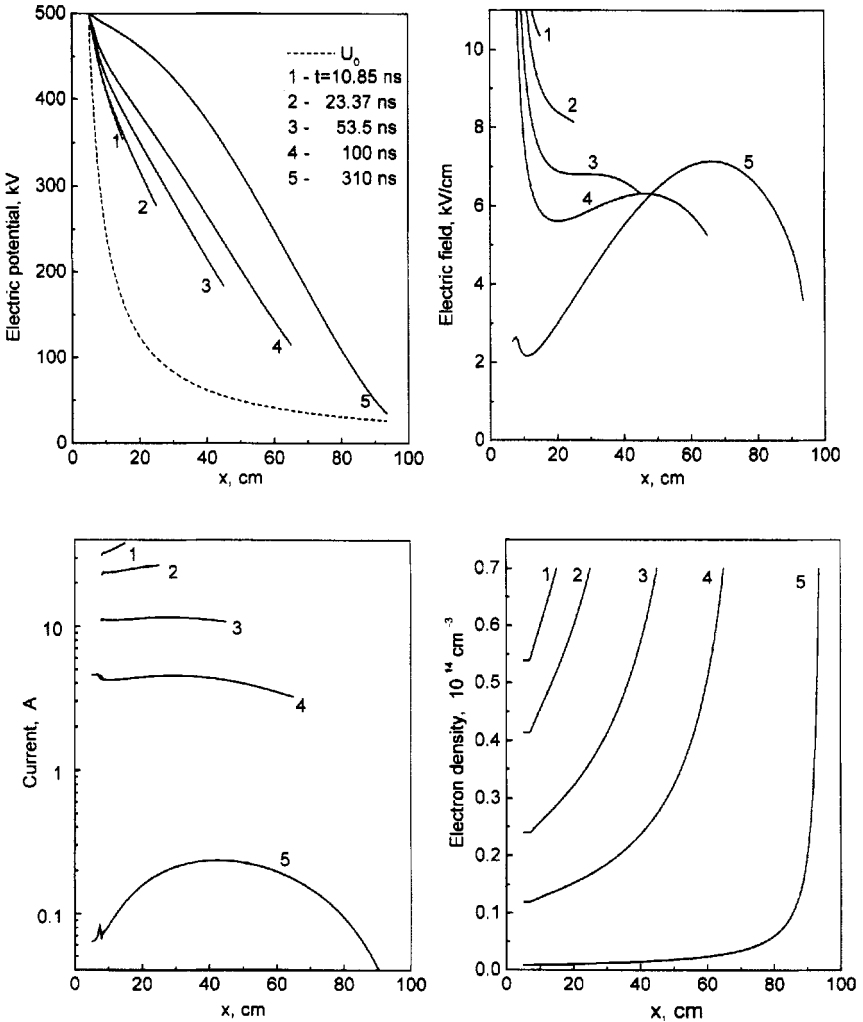 500
400
300
200
100
0
Electric potential, kV
U₀
1 - t=10.85 ns
2 - 23.37 ns
3 - 53.5 ns
4 - 100 ns
5 - 310 ns
1
2
3
4
5
0 20 40 60 80 100
x, cm
10
8
6
4
2
0
Electric field, kV/cm
1
2
3
4
5
0 20 40 60 80 100
x, cm
10
1
0.1
Current, A
1
2
3
4
5
0 20 40 60 80 100
x, cm
0.7
0.6
0.5
0.4
0.3
0.2
0.1
0.0
Electron density, 10¹⁴ cm⁻³
1 2 3 4 5
0 20 40 60 80 100
x, cm